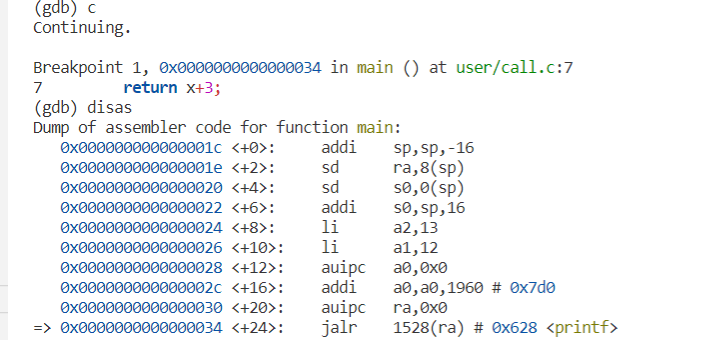 (gdb) c
Continuing.

Breakpoint 1, 0x0000000000000034 in main () at user/call.c:7
7         return x+3;
(gdb) disas
Dump of assembler code for function main:
   0x000000000000001c <+0>:     addi    sp,sp,-16
   0x000000000000001e <+2>:     sd      ra,8(sp)
   0x0000000000000020 <+4>:     sd      s0,0(sp)
   0x0000000000000022 <+6>:     addi    s0,sp,16
   0x0000000000000024 <+8>:     li      a2,13
   0x0000000000000026 <+10>:    li      a1,12
   0x0000000000000028 <+12>:    auipc   a0,0x0
   0x000000000000002c <+16>:    addi    a0,a0,1960 # 0x7d0
   0x0000000000000030 <+20>:    auipc   ra,0x0
=> 0x0000000000000034 <+24>:    jalr    1528(ra) # 0x628 <printf>